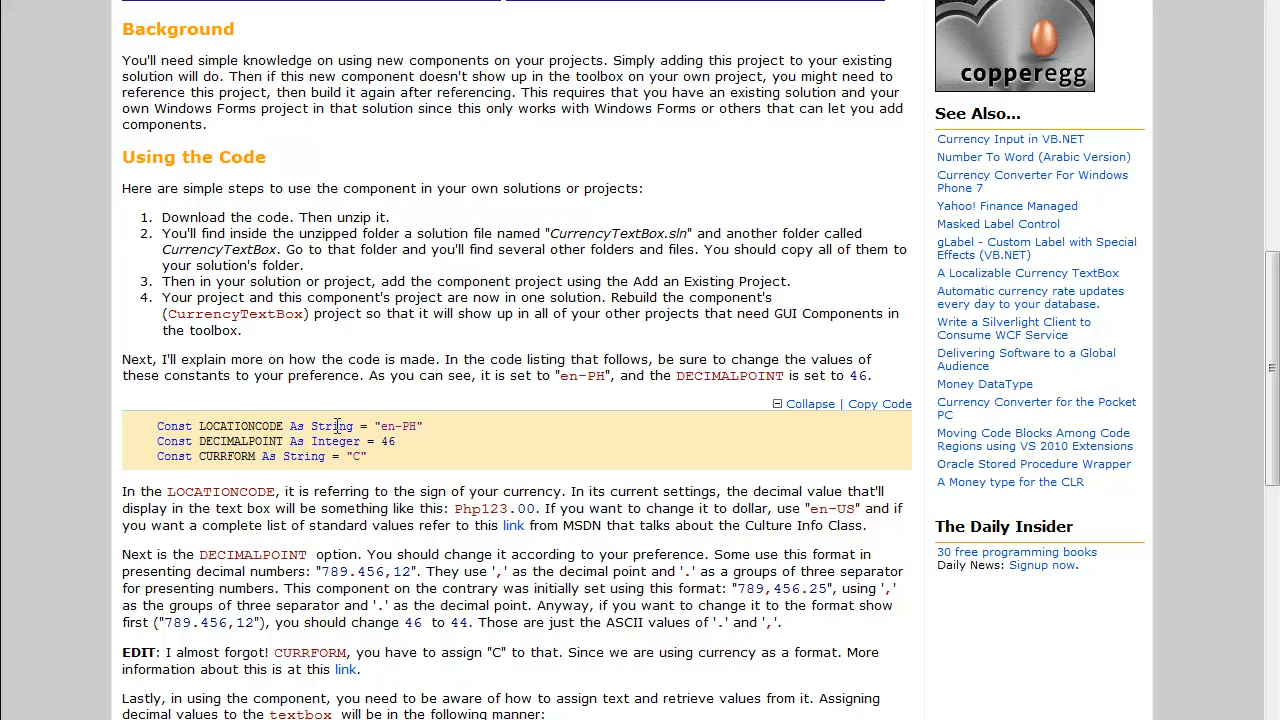 Background
You'll need simple knowledge on using new components on your projects. Simply adding this project to your existing
solution will do. Then if this new component doesn't show up in the toolbox on your own project, you might need to
reference this project, then build it again after referencing. This requires that you have an existing solution and your
own Windows Forms project in that solution since this only works with Windows Forms or others that can let you add
components.
Using the Code
Here are simple steps to use the component in your own solutions or projects:
1. Download the code. Then unzip it.
2. You'll find inside the unzipped folder a solution file named "CurrencyTextBox.sln" and another folder called
CurrencyTextBox. Go to that folder and you'll find several other folders and files. You should copy all of them to
your solution's folder.
3. Then in your solution or project, add the component project using the Add an Existing Project.
4. Your project and this component's project are now in one solution. Rebuild the component's
(CurrencyTextBox) project so that it will show up in all of your other projects that need GUI Components in
the toolbox.
Next, I'll explain more on how the code is made. In the code listing that follows, be sure to change the values of
these constants to your preference. As you can see, it is set to "en-PH", and the DECIMALPOINT is set to 46.
Collapse | Copy Code
Const LOCATIONCODE As String = "en-PH"
Const DECIMALPOINT As Integer = 46
Const CURRFORM As String = "C"
In the LOCATIONCODE, it is referring to the sign of your currency. In its current settings, the decimal value that'll
display in the text box will be something like this: Php123.00. If you want to change it to dollar, use "en-US" and if
you want a complete list of standard values refer to this link from MSDN that talks about the Culture Info Class.
Next is the DECIMALPOINT option. You should change it according to your preference. Some use this format in
presenting decimal numbers: "789.456,12". They use ',' as the decimal point and '.' as a groups of three separator
for presenting numbers. This component on the contrary was initially set using this format: "789,456.25", using ','
as the groups of three separator and '.' as the decimal point. Anyway, if you want to change it to the format show
first ("789.456,12"), you should change 46 to 44. Those are just the ASCII values of '.' and ','.
EDIT: I almost forgot! CURRFORM, you have to assign "C" to that. Since we are using currency as a format. More
information about this is at this link.
Lastly, in using the component, you need to be aware of how to assign text and retrieve values from it. Assigning
decimal values to the textbox will be in the following manner:
copperegg
See Also...
Currency Input in VB.NET
Number To Word (Arabic Version)
Currency Converter For Windows
Phone 7
Yahoo! Finance Managed
Masked Label Control
gLabel - Custom Label with Special
Effects (VB.NET)
A Localizable Currency TextBox
Automatic currency rate updates
every day to your database.
Write a Silverlight Client to
Consume WCF Service
Delivering Software to a Global
Audience
Money DataType
Currency Converter for the Pocket
PC
Moving Code Blocks Among Code
Regions using VS 2010 Extensions
Oracle Stored Procedure Wrapper
A Money type for the CLR
The Daily Insider
30 free programming books
Daily News: Signup now.